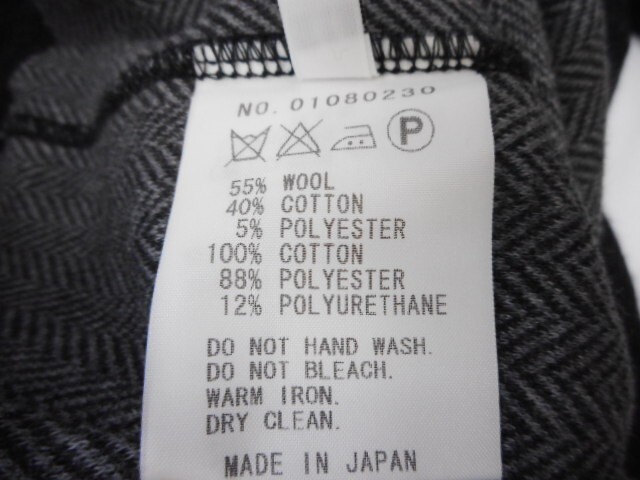 NO. 01080230
P
55% WOOL
40% COTTON
5% POLYESTER
100% COTTON
88% POLYESTER
12% POLYURETHANE
DO NOT HAND WASH.
DO NOT BLEACH.
WARM IRON.
DRY CLEAN.
MADE IN JAPAN